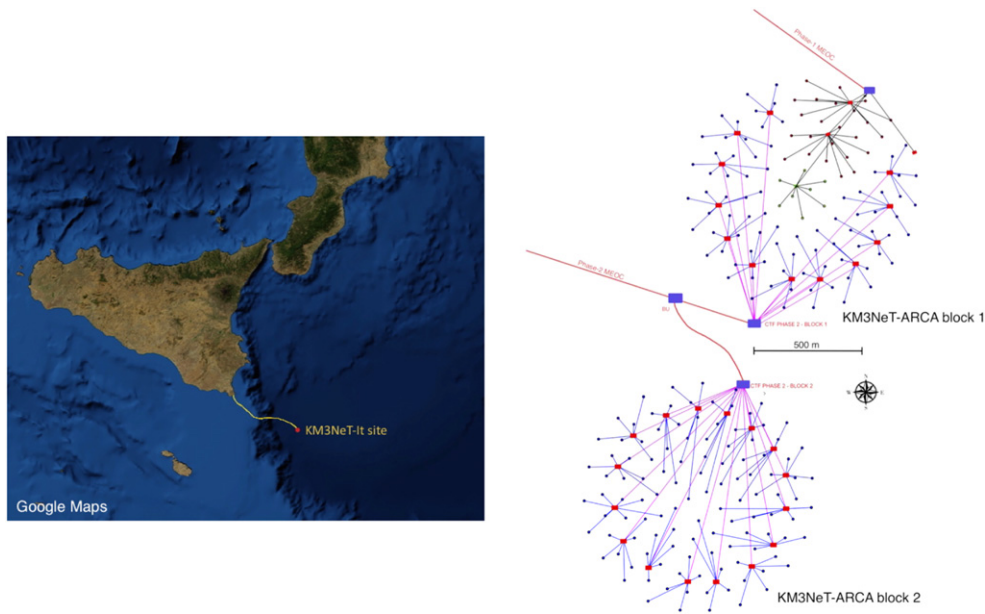 KM3NeT-It site
Google Maps
Phase-1 MEOC
Phase-2 MEOC
BU
CTF PHASE 2 - BLOCK 1
KM3NeT-ARCA block 1
500 m
CTF PHASE 2 - BLOCK 2
KM3NeT-ARCA block 2